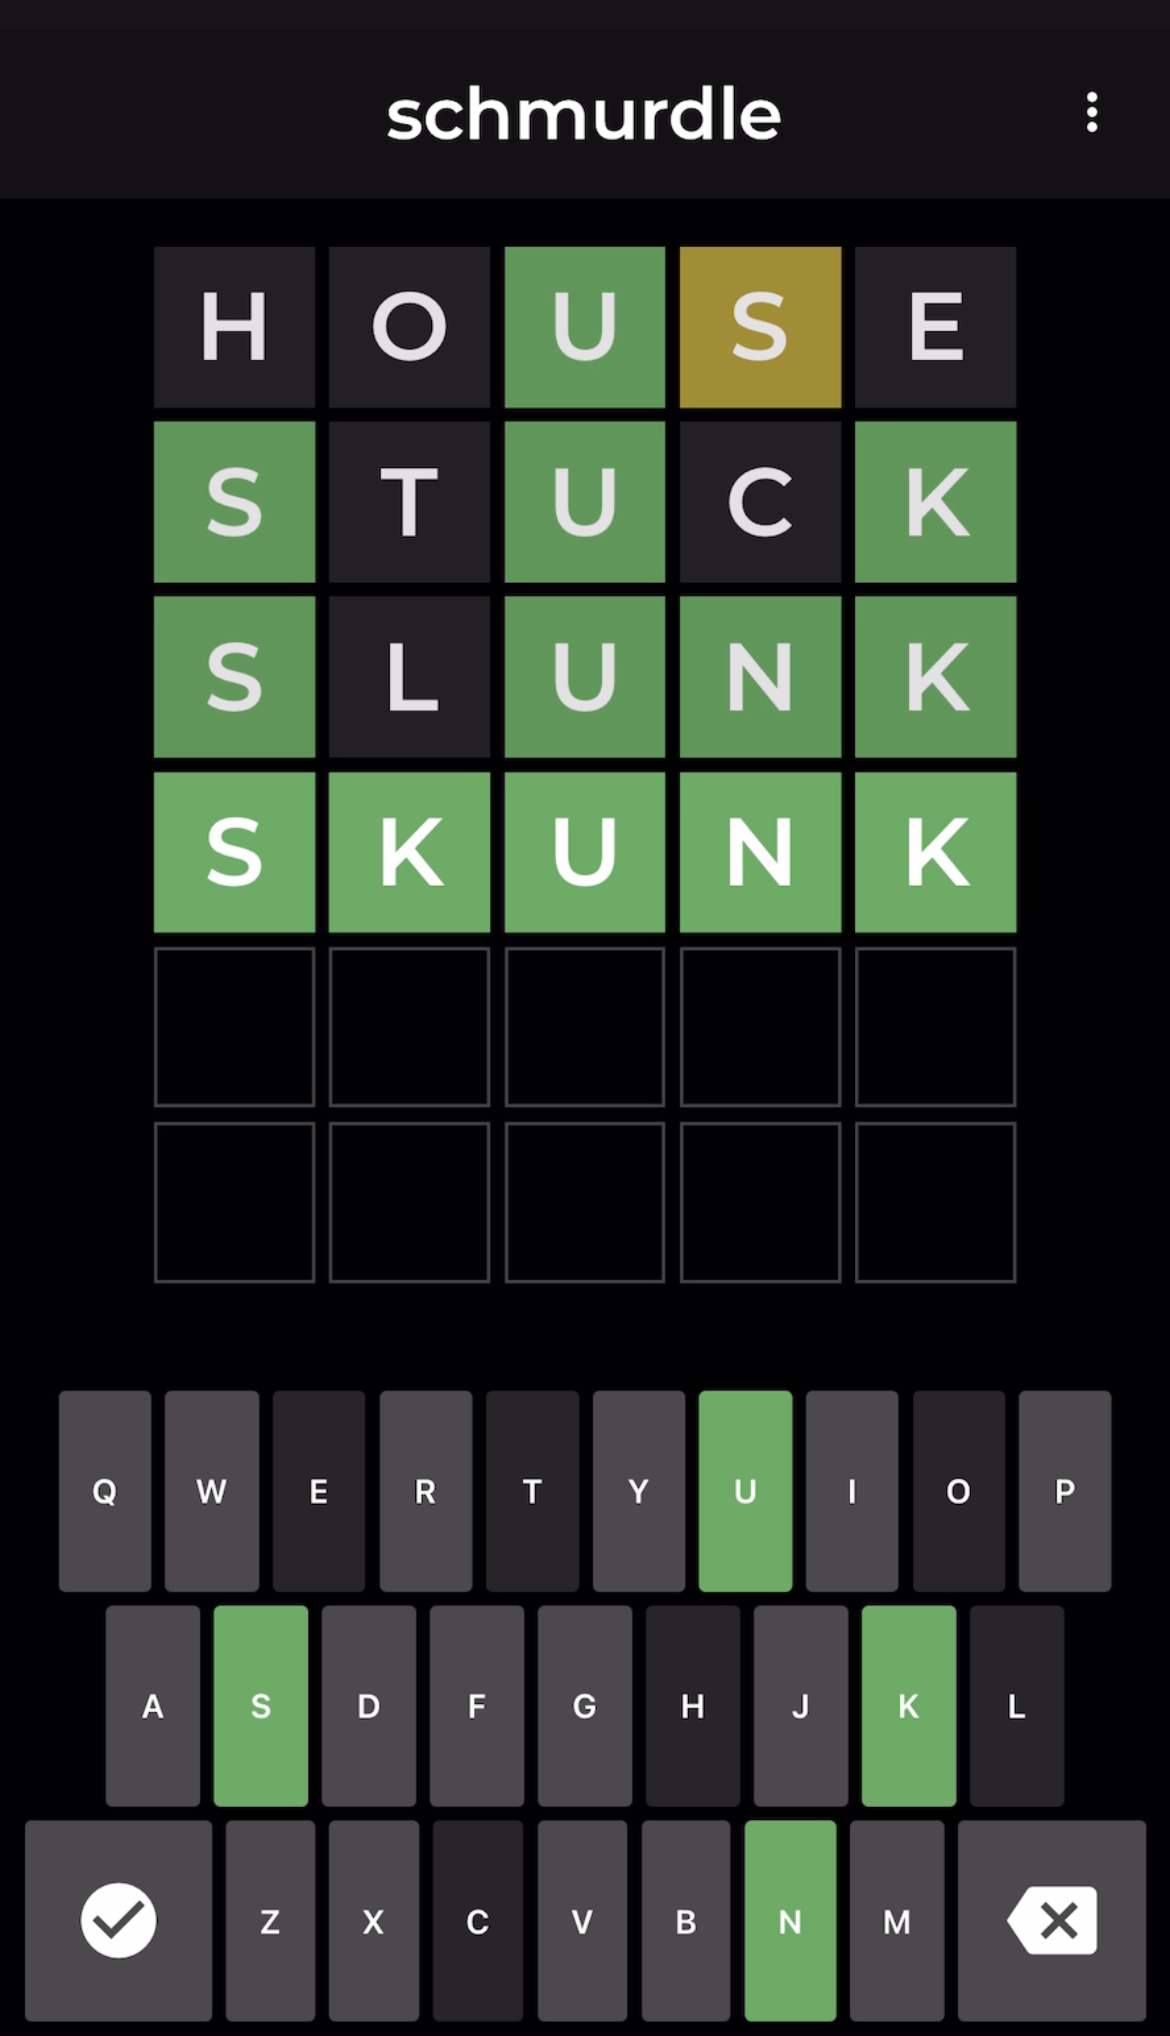 schmurdle
H O U S E
S T U C K
S L U N K
S K U N K
Q W E R T Y U I O P
A S D F G H J K L
Z X C V B N M